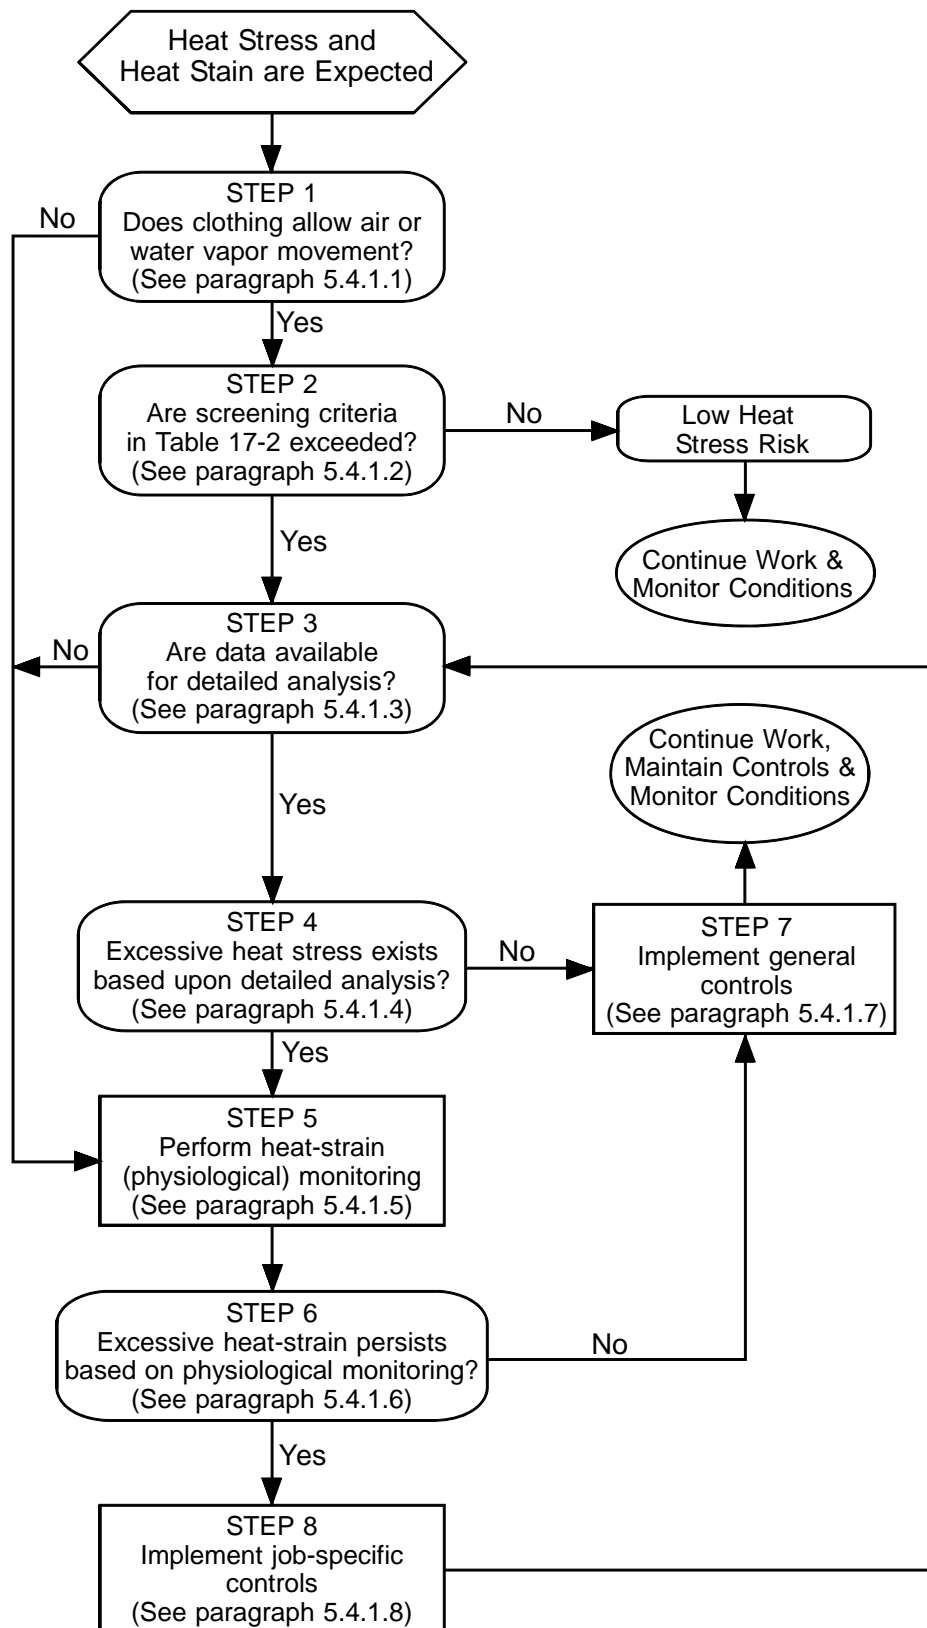 Heat Stress and
Heat Stain are Expected
STEP 1
Does clothing allow air or
water vapor movement?
(See paragraph 5.4.1.1)
No
Yes
STEP 2
Are screening criteria
in Table 17-2 exceeded?
(See paragraph 5.4.1.2)
No
Low Heat
Stress Risk
Continue Work &
Monitor Conditions
Yes
STEP 3
Are data available
for detailed analysis?
(See paragraph 5.4.1.3)
No
Yes
Continue Work,
Maintain Controls &
Monitor Conditions
STEP 4
Excessive heat stress exists
based upon detailed analysis?
(See paragraph 5.4.1.4)
No
STEP 7
Implement general
controls
(See paragraph 5.4.1.7)
Yes
STEP 5
Perform heat-strain
(physiological) monitoring
(See paragraph 5.4.1.5)
STEP 6
Excessive heat-strain persists
based on physiological monitoring?
(See paragraph 5.4.1.6)
No
Yes
STEP 8
Implement job-specific
controls
(See paragraph 5.4.1.8)